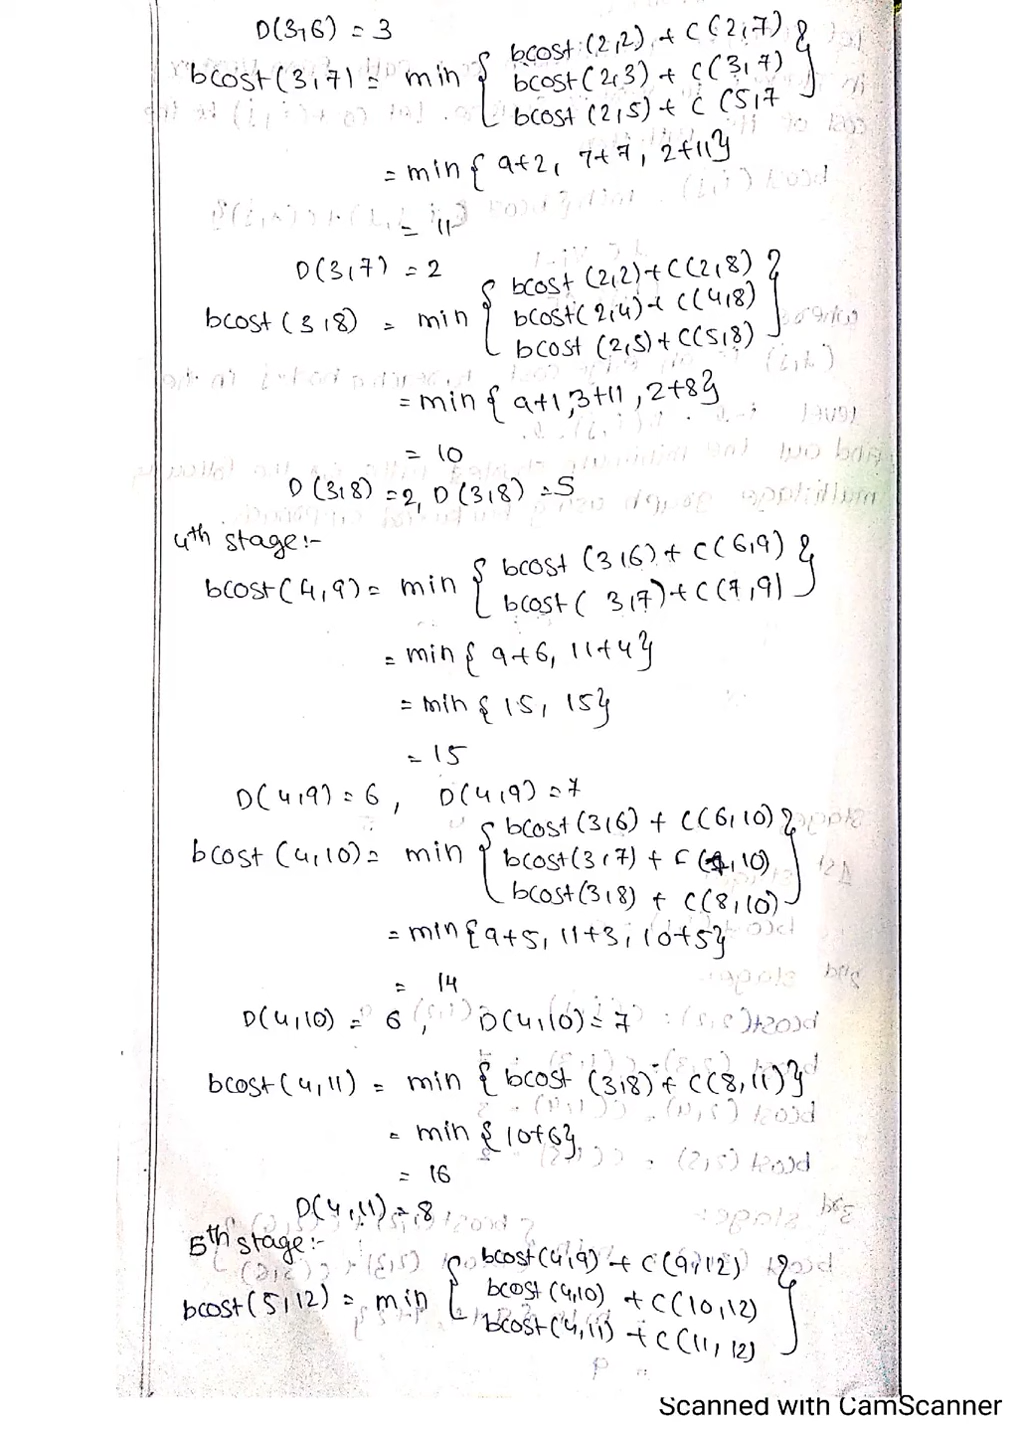 D(3,6) = 3
bcost(3,7) = min { bcost(2,2) + C(2,7)
bcost(2,3) + C(3,7)
bcost(2,5) + C(5,7 }
= min { 9+2, 7+7, 2+11}
= 11
D(3,7) = 2
bcost(3,8) = min { bcost(2,2)+C(2,8)
bcost(2,4)+C(4,8)
bcost(2,5)+C(5,8) }
= min { 9+1,3+11,2+8}
= 10
D(3,8) = 2, D(3,8) = 5
4th stage:-
bcost(4,9) = min { bcost(3,6) + C(6,9)
bcost(3,7)+C(7,9) }
= min { 9+6, 11+4}
= min { 15, 15}
= 15
D(4,9) = 6, D(4,9) = 7
bcost(4,10) = min { bcost(3,6) + C(6,10)
bcost(3,7) + C(7,10)
bcost(3,8) + C(8,10) }
= min {9+5, 11+3, 10+5}
= 14
D(4,10) = 6, D(4,10) = 7
bcost(4,11) = min { bcost(3,8) + C(8,11)}
= min { 10+6}
= 16
D(4,11) = 8
5th stage:-
bcost(5,12) = min { bcost(4,9) + C(9,12)
bcost(4,10) + C(10,12)
bcost(4,11) + C(11,12) }
Scanned with CamScanner